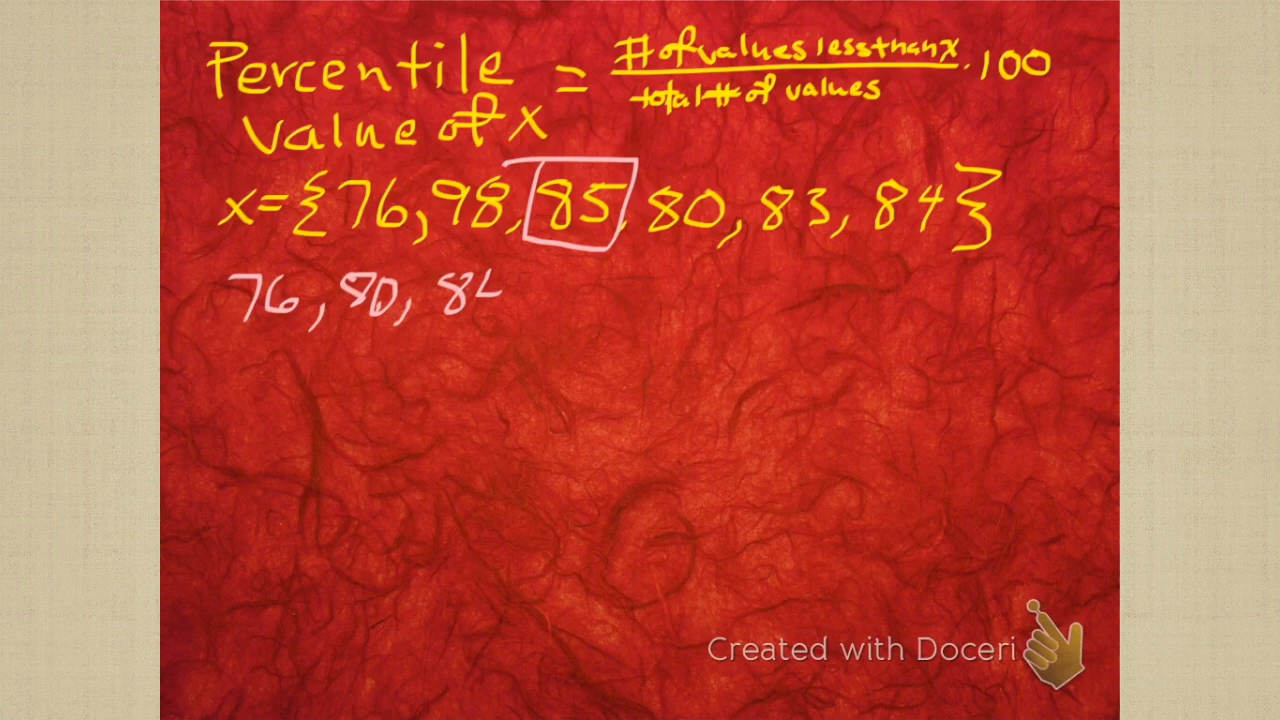 Percentile = # of values less than x / total # of values · 100
Value of x
x={76,98,85,80,83,84}
76,80,84
Created with Doceri